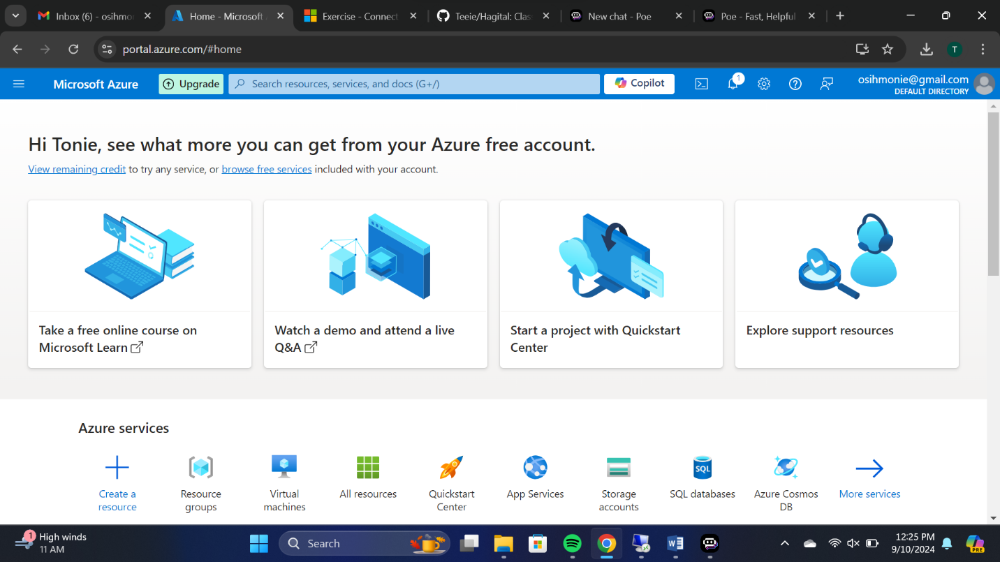 Inbox (6) - osihmo
Home - Microsoft
Exercise - Connect
Teeie/Hagital: Clas
New chat - Poe
Poe - Fast, Helpful
portal.azure.com/#home
T
Microsoft Azure
Upgrade
Search resources, services, and docs (G+/)
Copilot
1
osihmonie@gmail.com
DEFAULT DIRECTORY
Hi Tonie, see what more you can get from your Azure free account.
View remaining credit to try any service, or browse free services included with your account.
Take a free online course on
Microsoft Learn
Watch a demo and attend a live
Q&A
Start a project with Quickstart
Center
Explore support resources
Azure services
SQL
Create a
resource
Resource
groups
Virtual
machines
All resources
Quickstart
Center
App Services
Storage
accounts
SQL databases
Azure Cosmos
DB
More services
1
High winds
11 AM
Search
12:25 PM
9/10/2024
PRE